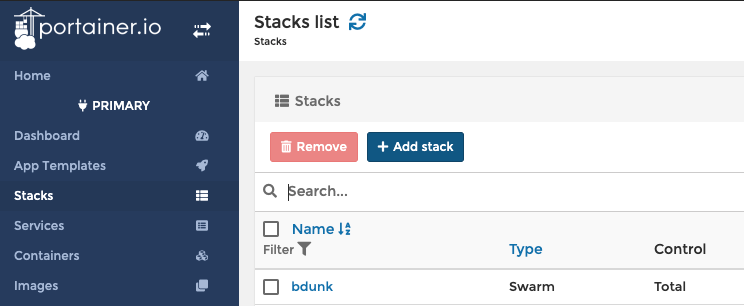 portainer.io
Home
PRIMARY
Dashboard
App Templates
Stacks
Services
Containers
Images
Stacks list
Stacks
Stacks
Remove
+ Add stack
Search...
Name
Filter
Type
Control
bdunk
Swarm
Total